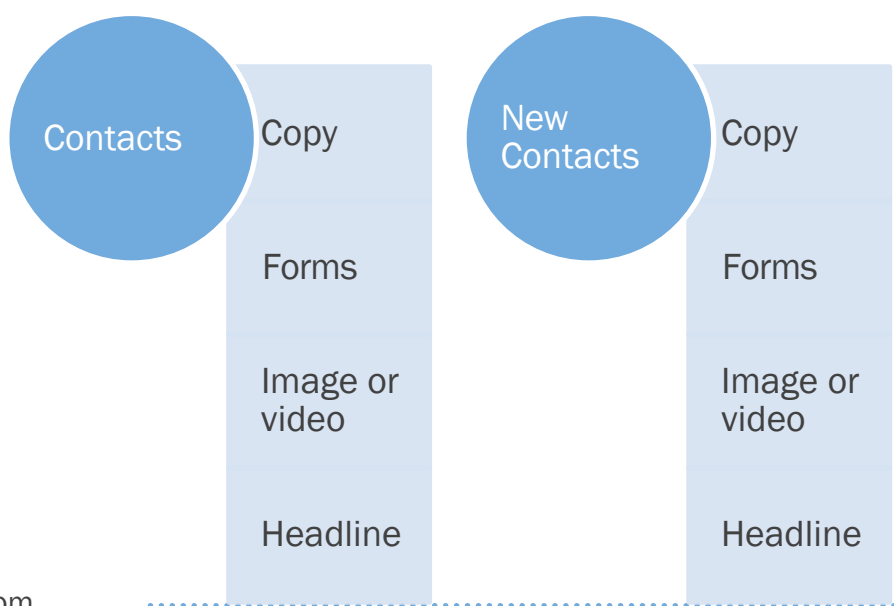 Contacts
Copy
Forms
Image or
video
Headline
New
Contacts
Copy
Forms
Image or
video
Headline